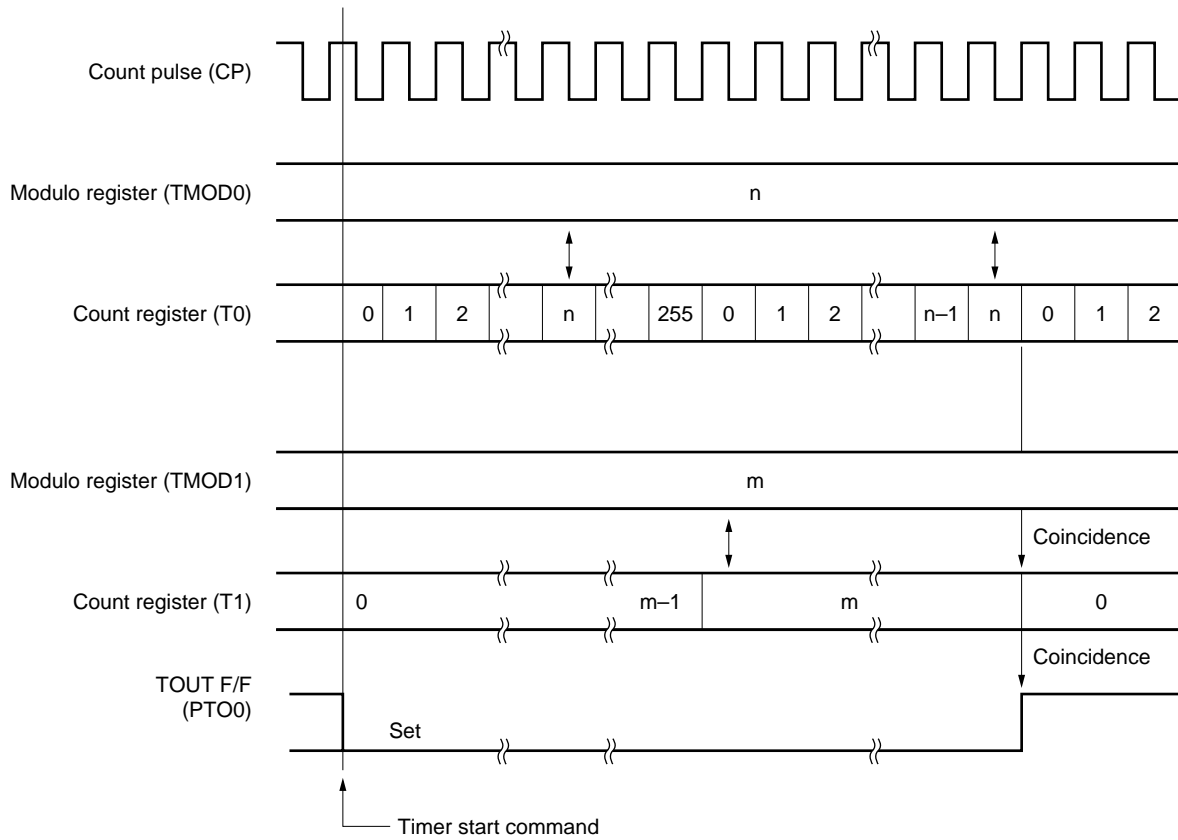 Count pulse (CP)
Modulo register (TMOD0)
n
Count register (T0)
0 1 2 n 255 0 1 2 n–1 n 0 1 2
Modulo register (TMOD1)
m
Coincidence
Count register (T1)
0 m–1 m 0
Coincidence
TOUT F/F
(PTO0)
Set
Timer start command